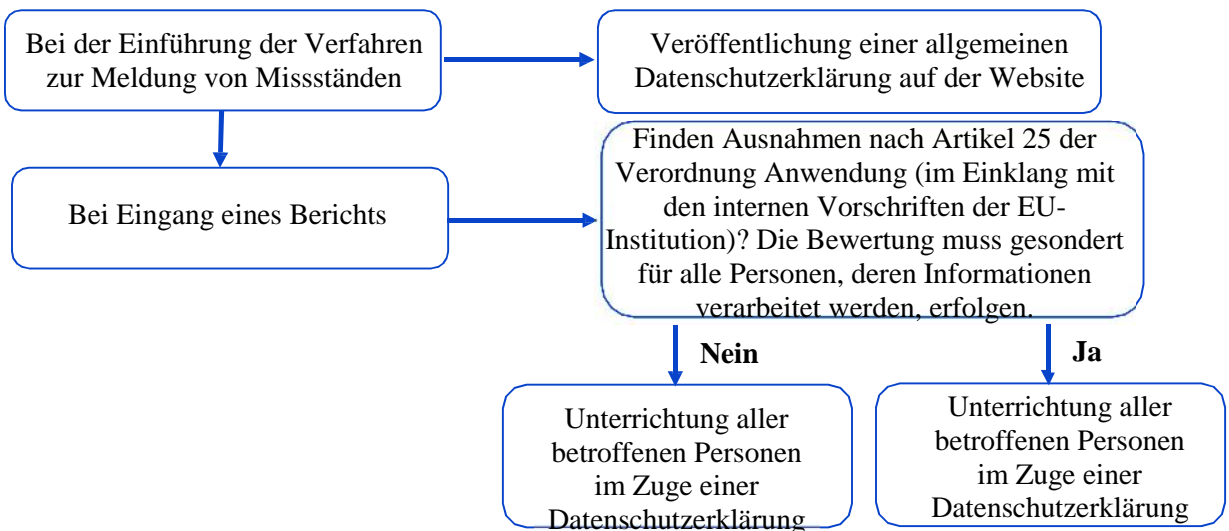 Bei der Einführung der Verfahren
zur Meldung von Missständen
Veröffentlichung einer allgemeinen
Datenschutzerklärung auf der Website
Bei Eingang eines Berichts
Finden Ausnahmen nach Artikel 25 der
Verordnung Anwendung (im Einklang mit
den internen Vorschriften der EU-
Institution)? Die Bewertung muss gesondert
für alle Personen, deren Informationen
verarbeitet werden, erfolgen.
Nein
Ja
Unterrichtung aller
betroffenen Personen
im Zuge einer
Datenschutzerklärung
Unterrichtung aller
betroffenen Personen
im Zuge einer
Datenschutzerklärung